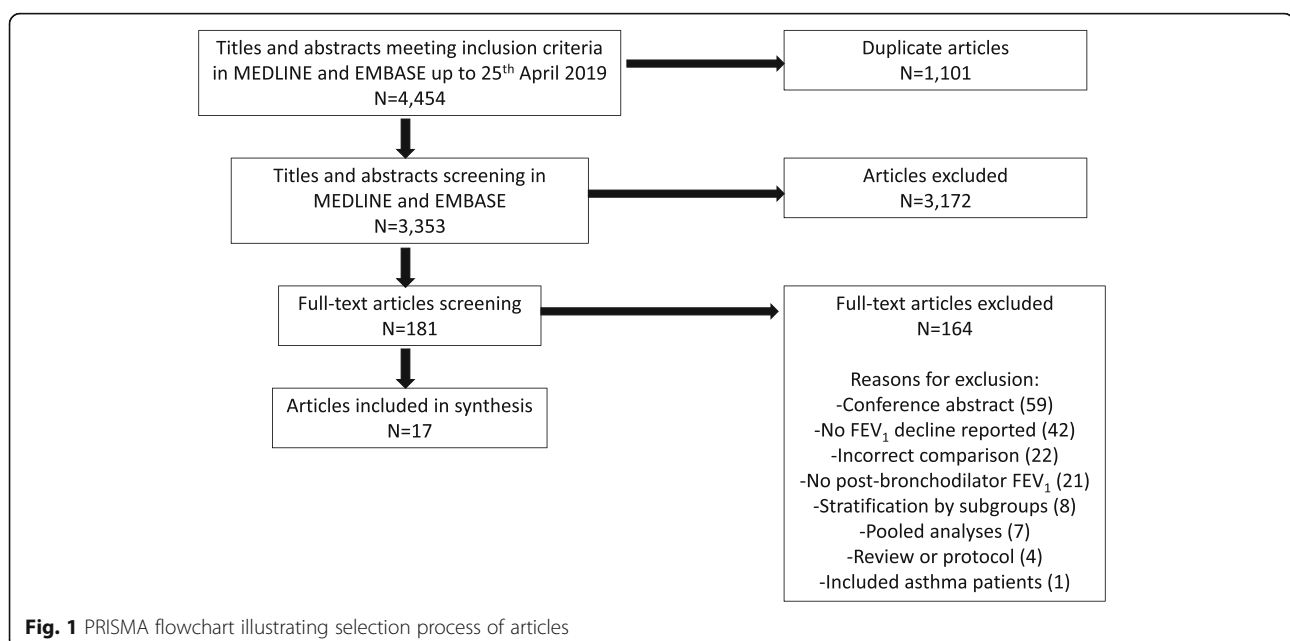 Titles and abstracts meeting inclusion criteria
in MEDLINE and EMBASE up to 25th April 2019
N=4,454
Duplicate articles
N=1,101
Titles and abstracts screening in
MEDLINE and EMBASE
N=3,353
Articles excluded
N=3,172
Full-text articles screening
N=181
Full-text articles excluded
N=164
Reasons for exclusion:
-Conference abstract (59)
-No FEV1 decline reported (42)
-Incorrect comparison (22)
-No post-bronchodilator FEV1 (21)
-Stratification by subgroups (8)
-Pooled analyses (7)
-Review or protocol (4)
-Included asthma patients (1)
Articles included in synthesis
N=17
Fig. 1 PRISMA flowchart illustrating selection process of articles